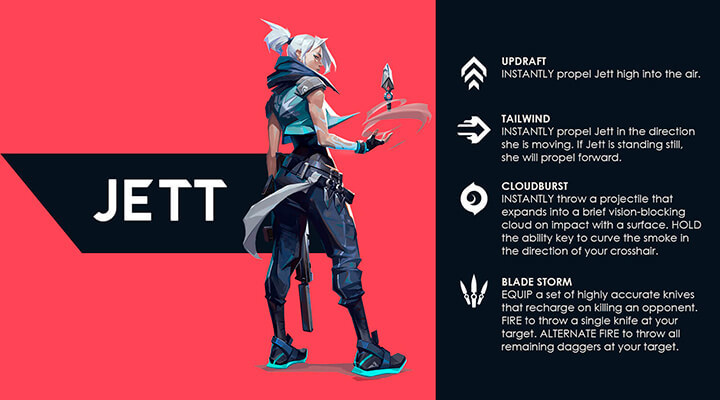 JETT
UPDRAFT
INSTANTLY propel Jett high into the air.
TAILWIND
INSTANTLY propel Jett in the direction
she is moving. If Jett is standing still,
she will propel forward.
CLOUDBURST
INSTANTLY throw a projectile that
expands into a brief vision-blocking
cloud on impact with a surface. HOLD
the ability key to curve the smoke in
the direction of your crosshair.
BLADE STORM
EQUIP a set of highly accurate knives
that recharge on killing an opponent.
FIRE to throw a single knife at your
target. ALTERNATE FIRE to throw all
remaining daggers at your target.